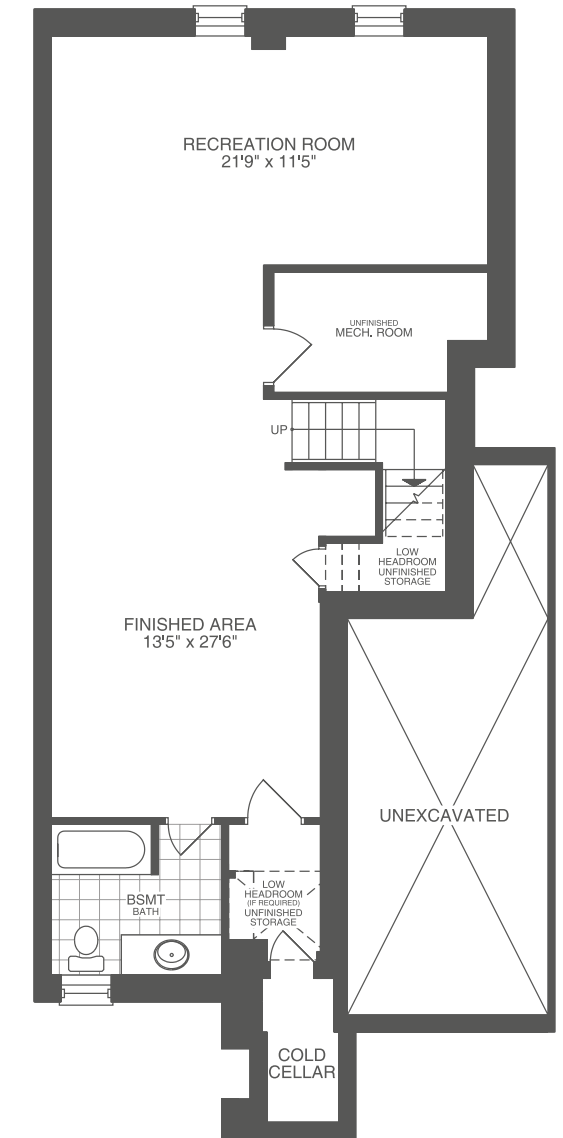 RECREATION ROOM
21'9" x 11'5"
UNFINISHED
MECH. ROOM
UP
LOW
HEADROOM
UNFINISHED
STORAGE
FINISHED AREA
13'5" x 27'6"
UNEXCAVATED
BSMT
BATH
LOW
HEADROOM
(IF REQUIRED)
UNFINISHED
STORAGE
COLD
CELLAR